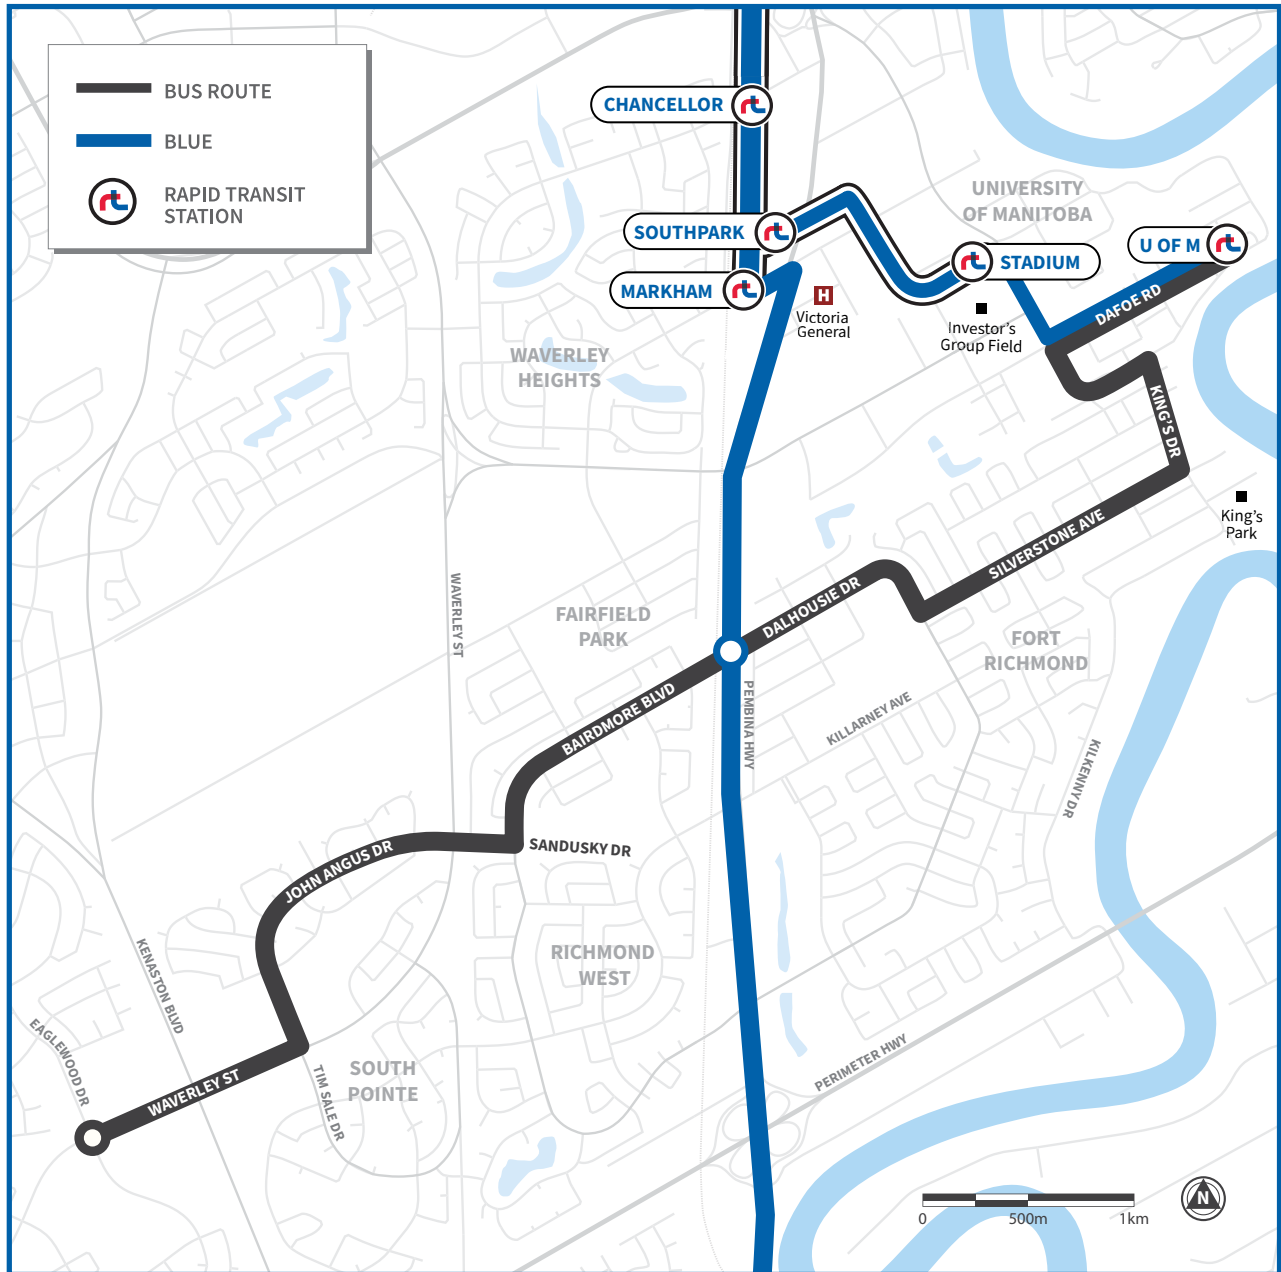 BUS ROUTE
BLUE
RAPID TRANSIT
STATION
CHANCELLOR
SOUTHPARK
MARKHAM
STADIUM
U OF M
UNIVERSITY
OF MANITOBA
H
Victoria
General
Investor's
Group Field
DAFOE RD
KING'S DR
King's
Park
WAVERLEY
HEIGHTS
SILVERSTONE AVE
DALHOUSIE DR
WAVERLEY ST
FAIRFIELD
PARK
FORT
RICHMOND
BAIRDMORE BLVD
PEMBINA HWY
KILLARNEY AVE
KILKENNY DR
SANDUSKY DR
JOHN ANGUS DR
RICHMOND
WEST
KENASTON BLVD
EAGLEWOOD DR
WAVERLEY ST
TIM SALE DR
SOUTH
POINTE
PERIMETER HWY
0 500m 1km
N